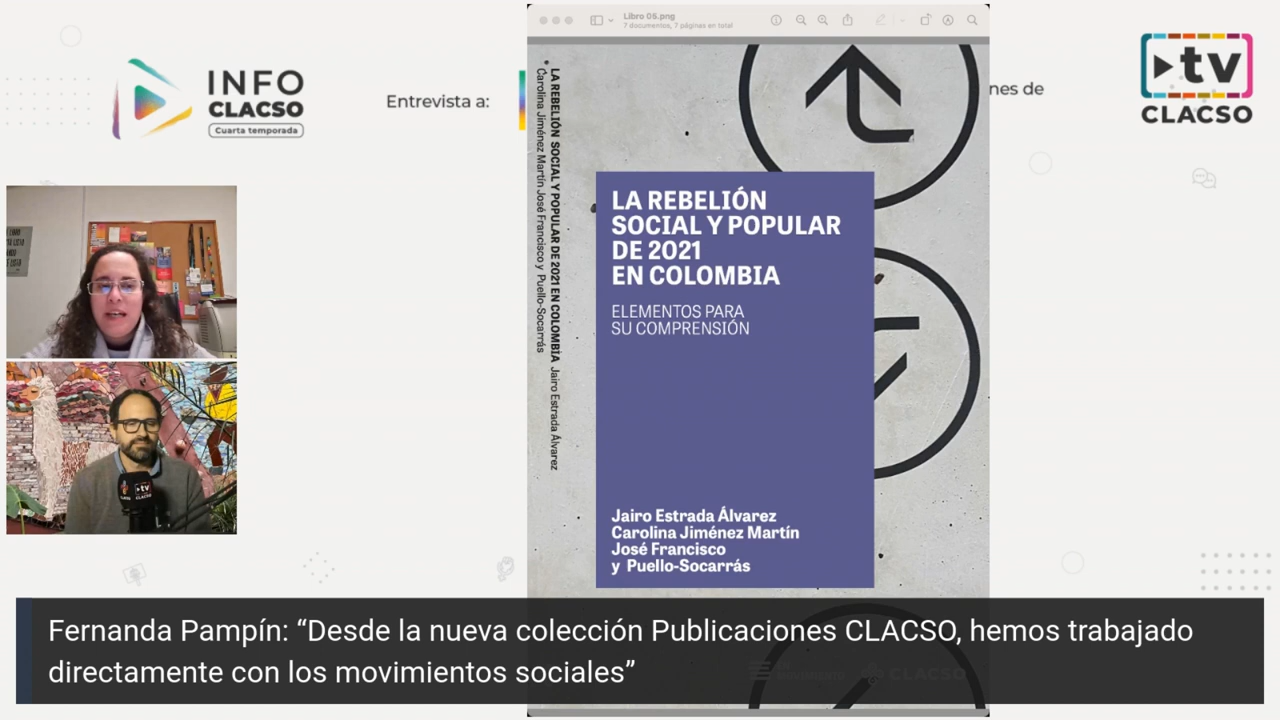 Libro 05.png
7 documentos, 7 páginas en total
INFO
CLACSO
Cuarta temporada
Entrevista a:
nes de
tv
CLACSO
LA REBELIÓN SOCIAL Y POPULAR DE 2021 EN COLOMBIA Jairo Estrada Álvarez
Carolina Jiménez Martín José Francisco y Puello-Socarrás
LA REBELIÓN
SOCIAL Y POPULAR
DE 2021
EN COLOMBIA
ELEMENTOS PARA
SU COMPRENSIÓN
Jairo Estrada Álvarez
Carolina Jiménez Martín
José Francisco
y Puello-Socarrás
tv
Fernanda Pampín: “Desde la nueva colección Publicaciones CLACSO, hemos trabajado
directamente con los movimientos sociales”
CLACSO